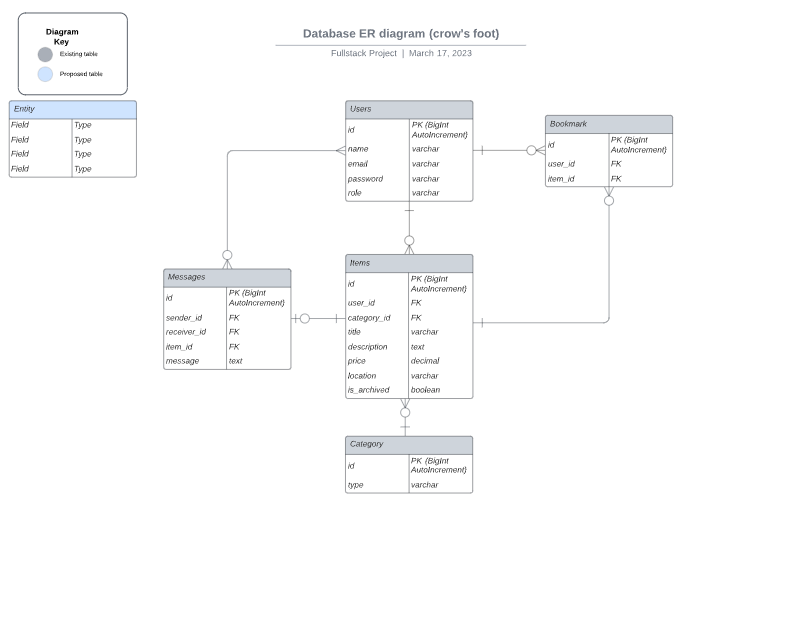 Diagram
Key
Existing table
Proposed table
Database ER diagram (crow's foot)
Fullstack Project | March 17, 2023
Entity
Field Type
Field Type
Field Type
Field Type
Users
id PK {BigInt
AutoIncrement}
name varchar
email varchar
password varchar
role varchar
Bookmark
id PK {BigInt
AutoIncrement}
user_id FK
item_id FK
Messages
id PK {BigInt
AutoIncrement}
sender_id FK
receiver_id FK
item_id FK
message text
Items
id PK {BigInt
AutoIncrement}
user_id FK
category_id FK
title varchar
description text
price decimal
location varchar
is_archived boolean
Category
id PK {BigInt
AutoIncrement}
type varchar